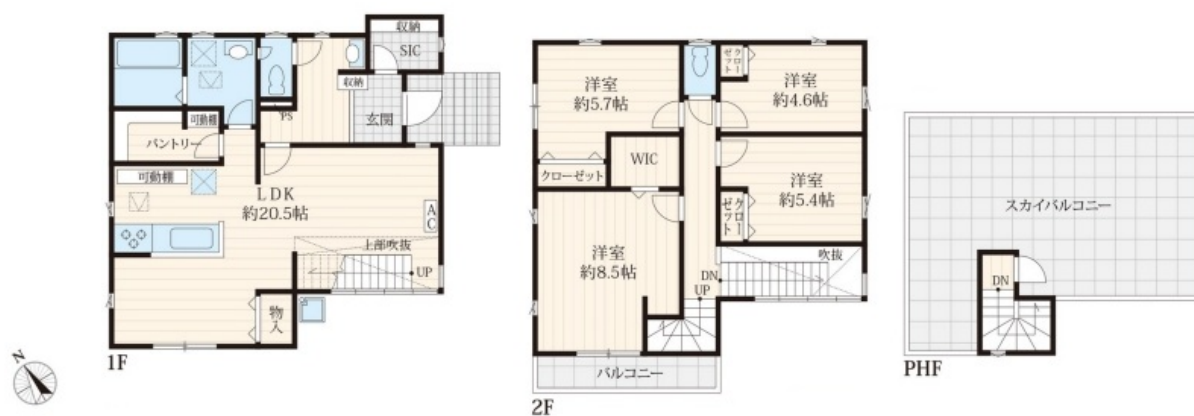 収納
SIC
収納
玄関
PS
可動棚
パントリー
可動棚
LDK
約20.5帖
AC
上部吹抜
UP
物入
1F
N
洋室
約5.7帖
クローゼット
洋室
約4.6帖
WIC
クローゼット
洋室
約5.4帖
クローゼット
洋室
約8.5帖
吹抜
DN
UP
バルコニー
2F
スカイバルコニー
DN
PHF